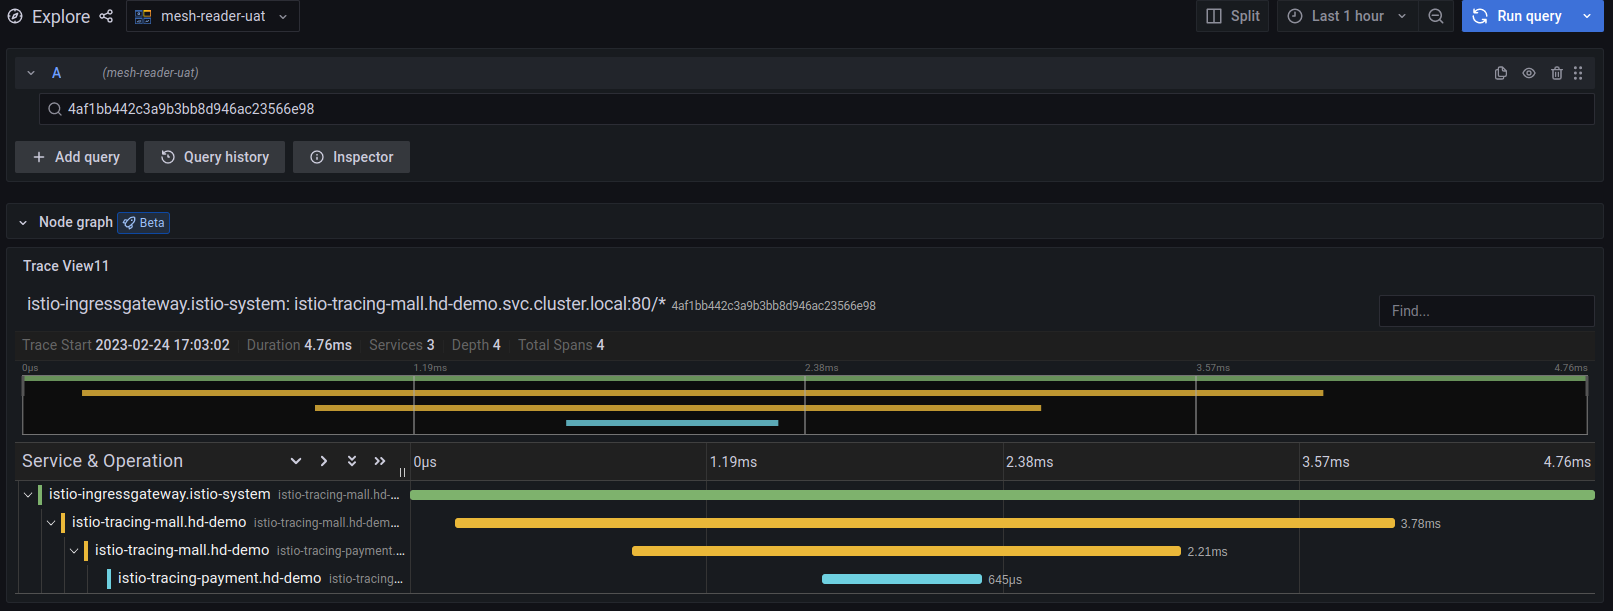 Explore mesh-reader-uat Split Last 1 hour Run query
A (mesh-reader-uat)
4af1bb442c3a9b3bb8d946ac23566e98
+ Add query Query history Inspector
Node graph Beta
Trace View11
istio-ingressgateway.istio-system: istio-tracing-mall.hd-demo.svc.cluster.local:80/* 4af1bb442c3a9b3bb8d946ac23566e98
Find...
Trace Start 2023-02-24 17:03:02 Duration 4.76ms Services 3 Depth 4 Total Spans 4
0μs 1.19ms 2.38ms 3.57ms 4.76ms
Service & Operation 0μs 1.19ms 2.38ms 3.57ms 4.76ms
istio-ingressgateway.istio-system istio-tracing-mall.hd-...
istio-tracing-mall.hd-demo istio-tracing-mall.hd-dem... 3.78ms
istio-tracing-mall.hd-demo istio-tracing-payment.... 2.21ms
istio-tracing-payment.hd-demo istio-tracing... 645μs